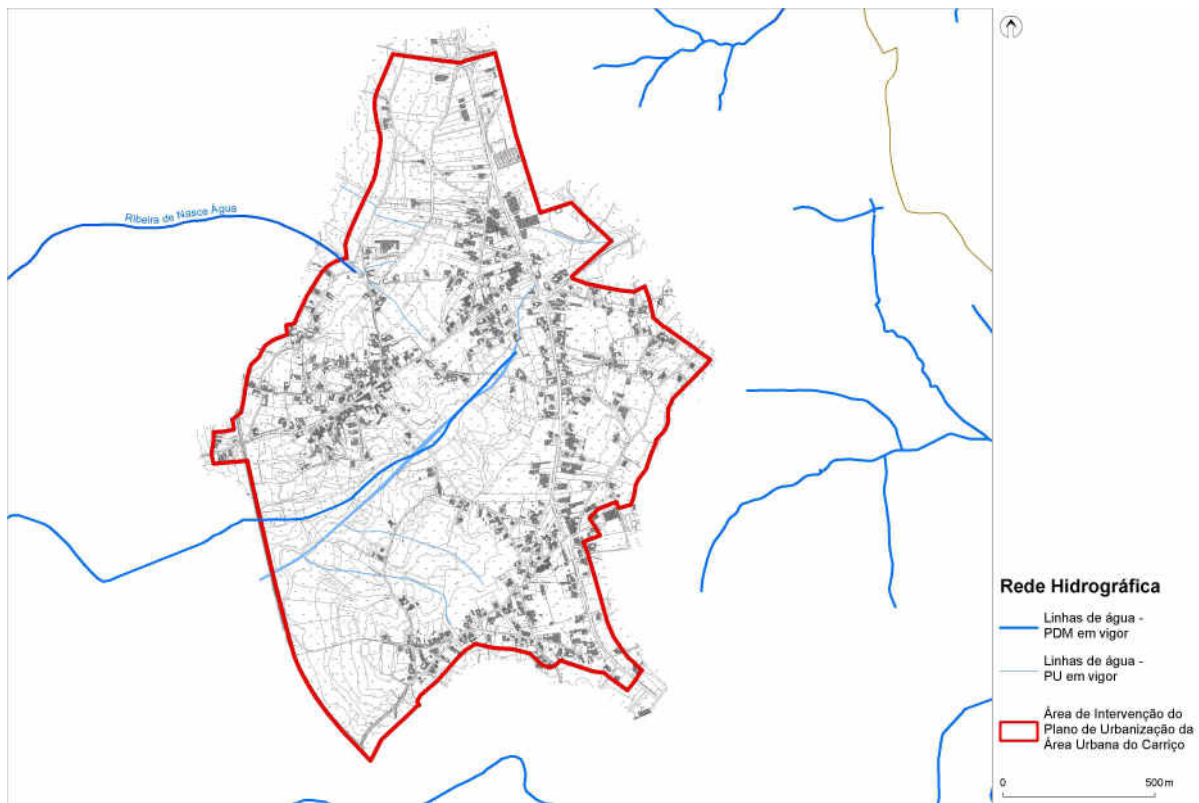 Ribeira de Nasce Água
Rede Hidrográfica
Linhas de água -
PDM em vigor
Linhas de água -
PU em vigor
Área de Intervenção do
Plano de Urbanização da
Área Urbana do Carriço
0 500 m